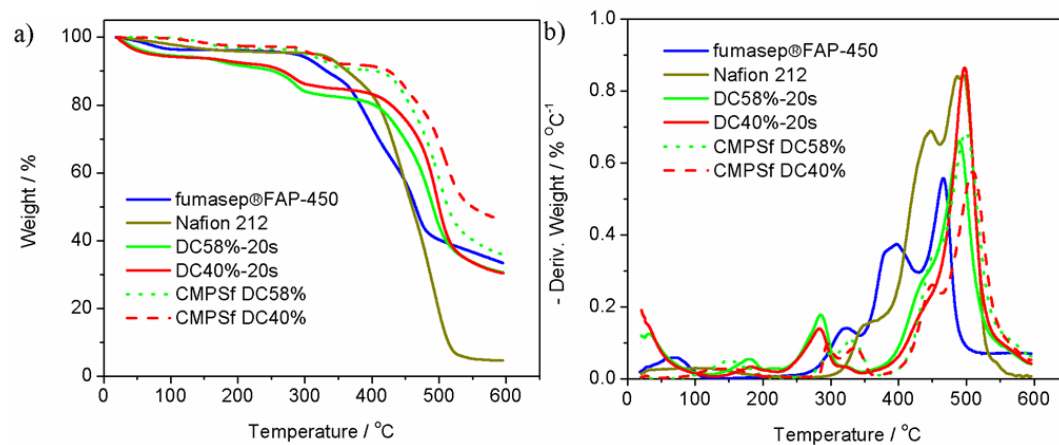 a)
100
80
60
40
20
0
Weight / %
fumasep®FAP-450
Nafion 212
DC58%-20s
DC40%-20s
CMPSf DC58%
CMPSf DC40%
0 100 200 300 400 500 600
Temperature / °C
b)
1.0
0.8
0.6
0.4
0.2
0.0
- Deriv. Weight / % °C⁻¹
fumasep®FAP-450
Nafion 212
DC58%-20s
DC40%-20s
CMPSf DC58%
CMPSf DC40%
0 100 200 300 400 500 600
Temperature / °C